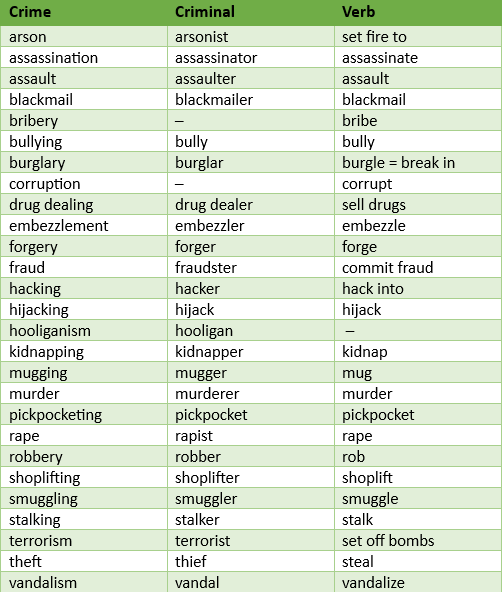 Crime Criminal Verb
arson arsonist set fire to
assassination assassinator assassinate
assault assaulter assault
blackmail blackmailer blackmail
bribery – bribe
bullying bully bully
burglary burglar burgle = break in
corruption – corrupt
drug dealing drug dealer sell drugs
embezzlement embezzler embezzle
forgery forger forge
fraud fraudster commit fraud
hacking hacker hack into
hijacking hijack hijack
hooliganism hooligan –
kidnapping kidnapper kidnap
mugging mugger mug
murder murderer murder
pickpocketing pickpocket pickpocket
rape rapist rape
robbery robber rob
shoplifting shoplifter shoplift
smuggling smuggler smuggle
stalking stalker stalk
terrorism terrorist set off bombs
theft thief steal
vandalism vandal vandalize